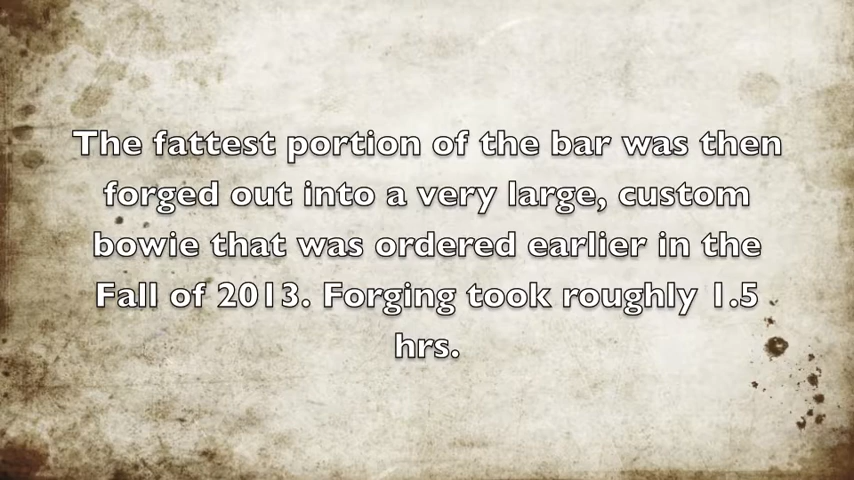 The fattest portion of the bar was then
forged out into a very large, custom
bowie that was ordered earlier in the
Fall of 2013. Forging took roughly 1.5
hrs.